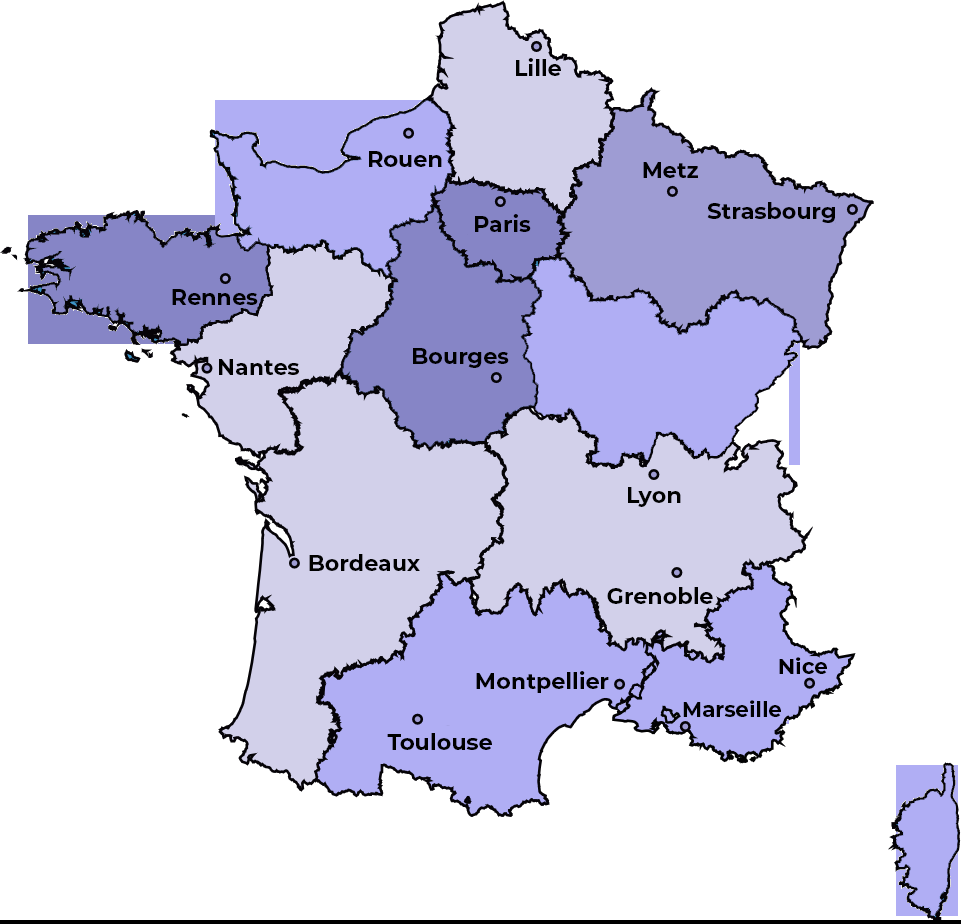 Lille
Rouen
Metz
Strasbourg
Paris
Rennes
Bourges
Nantes
Lyon
Bordeaux
Grenoble
Nice
Montpellier
Marseille
Toulouse